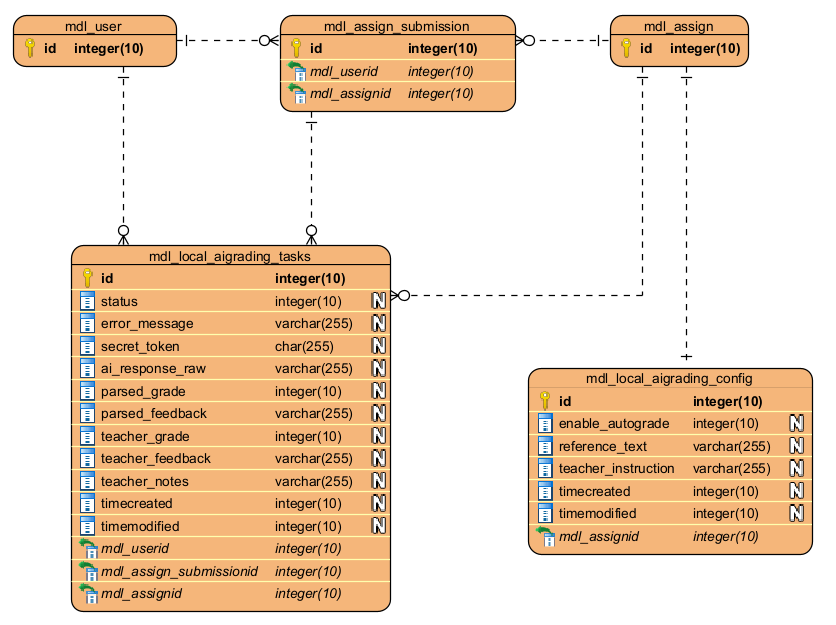 mdl_user
id integer(10)
mdl_assign_submission
id integer(10)
mdl_userid integer(10)
mdl_assignid integer(10)
mdl_assign
id integer(10)
mdl_local_aigrading_tasks
id integer(10)
status integer(10) N
error_message varchar(255) N
secret_token char(255) N
ai_response_raw varchar(255) N
parsed_grade integer(10) N
parsed_feedback varchar(255) N
teacher_grade integer(10) N
teacher_feedback varchar(255) N
teacher_notes varchar(255) N
timecreated integer(10) N
timemodified integer(10) N
mdl_userid integer(10)
mdl_assign_submissionid integer(10)
mdl_assignid integer(10)
mdl_local_aigrading_config
id integer(10)
enable_autograde integer(10) N
reference_text varchar(255) N
teacher_instruction varchar(255) N
timecreated integer(10) N
timemodified integer(10) N
mdl_assignid integer(10)